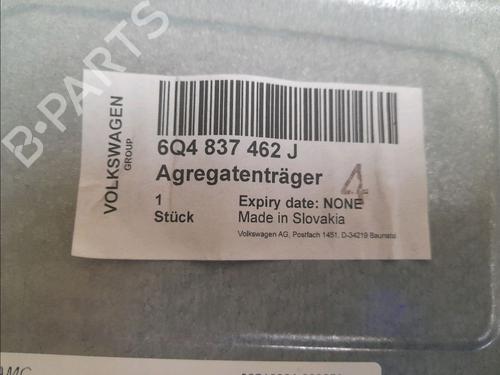 B-PARTS
VOLKSWAGEN
GROUP
6Q4 837 462 J
Agregatenträger
4
1
Stück
Expiry date: NONE
Made in Slovakia
Volkswagen AG, Postfach 1451, D-34219 Baunatal
AMC